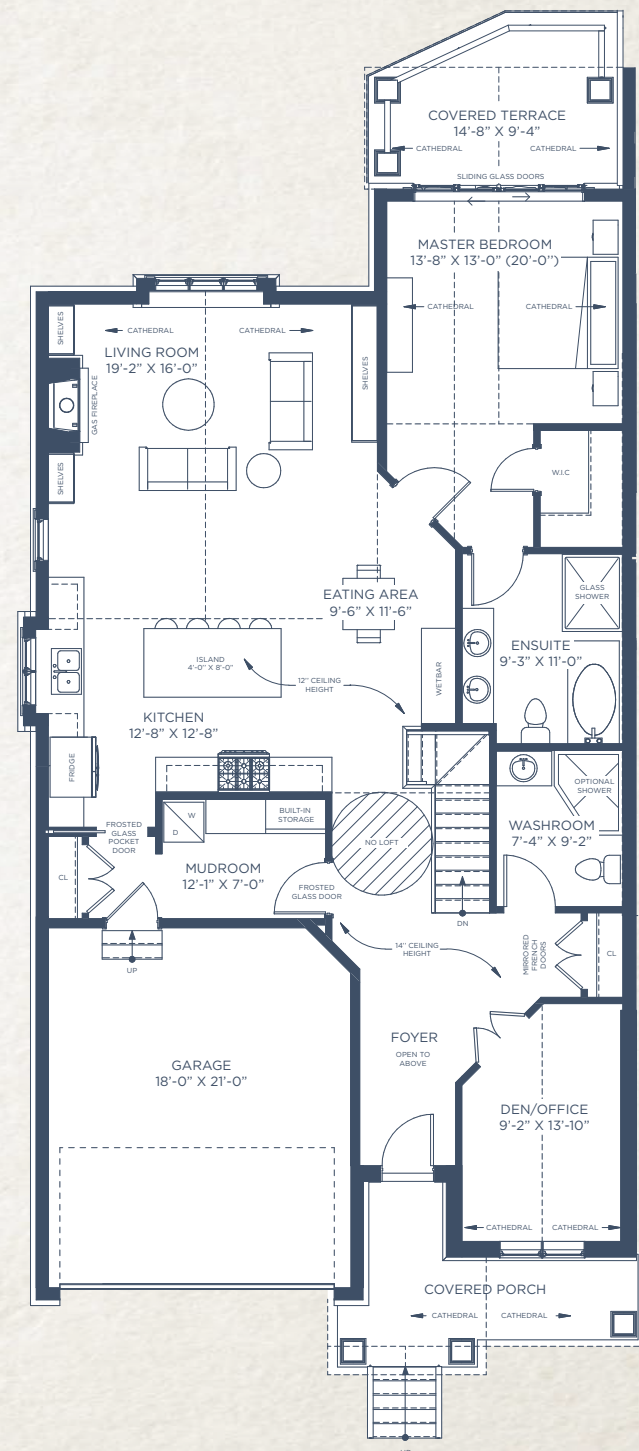 COVERED TERRACE
14'-8" X 9'-4"
CATHEDRAL
CATHEDRAL
SLIDING GLASS DOORS
MASTER BEDROOM
13'-8" X 13'-0" (20'-0'')
CATHEDRAL
CATHEDRAL
SHELVES
CATHEDRAL
CATHEDRAL
LIVING ROOM
19'-2" X 16'-0"
SHELVES
GAS FIREPLACE
SHELVES
W.I.C
EATING AREA
9'-6" X 11'-6"
GLASS
SHOWER
ENSUITE
9'-3" X 11'-0"
ISLAND
4'-0" X 8'-0"
12'' CEILING
HEIGHT
WETBAR
KITCHEN
12'-8" X 12'-8"
FRIDGE
OPTIONAL
SHOWER
WASHROOM
7'-4" X 9'-2"
W
D
BUILT-IN
STORAGE
FROSTED
GLASS
POCKET
DOOR
NO LOFT
CL
MUDROOM
12'-1" X 7'-0"
FROSTED
GLASS DOOR
DN
UP
14'' CEILING
HEIGHT
MIRRORED
FRENCH
DOORS
CL
FOYER
OPEN TO
ABOVE
GARAGE
18'-0" X 21'-0"
DEN/OFFICE
9'-2" X 13'-10"
CATHEDRAL
CATHEDRAL
COVERED PORCH
CATHEDRAL
CATHEDRAL